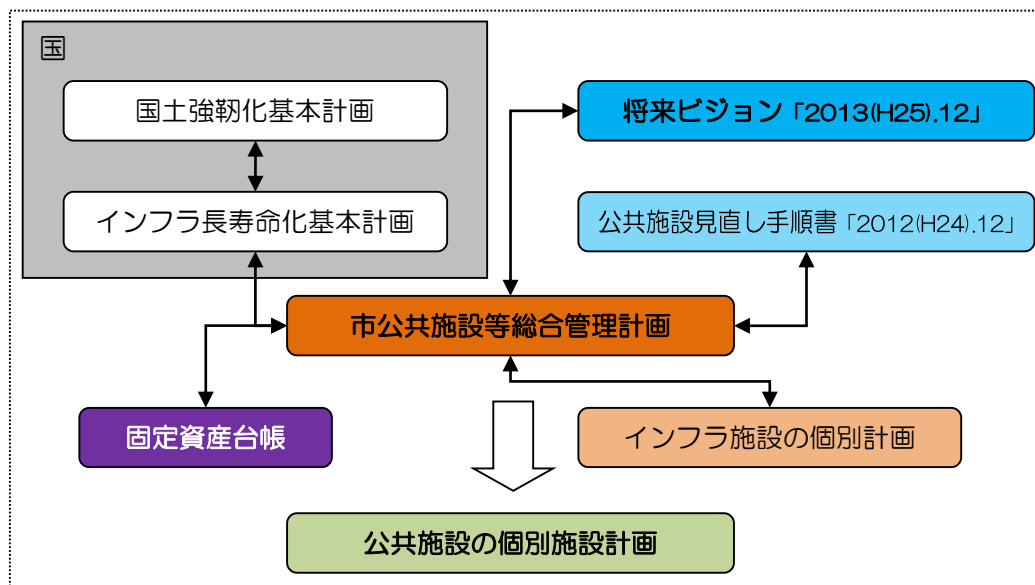 国
国土強靭化基本計画
将来ビジョン「2013(H25).12」
インフラ長寿命化基本計画
公共施設見直し手順書「2012(H24).12」
市公共施設等総合管理計画
固定資産台帳
インフラ施設の個別計画
公共施設の個別施設計画